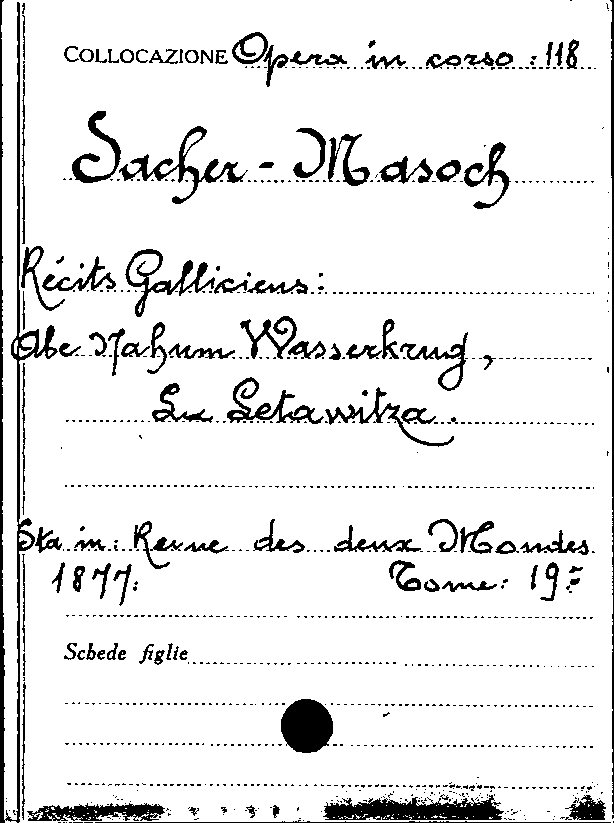 COLLOCAZIONE Opera in corso : 118
Sacher - Masoch
Récits Galliciens :
Abe Nahum Wasserkrug,
La Letawitza.
Sta in: Revue des deux Mondes
1877. Tome: 19:
Schede figlie